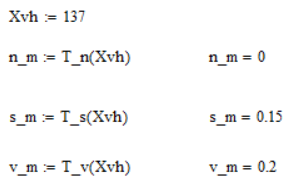 Xvh := 137
n_m := T_n(Xvh) n_m = 0
s_m := T_s(Xvh) s_m = 0.15
v_m := T_v(Xvh) v_m = 0.2